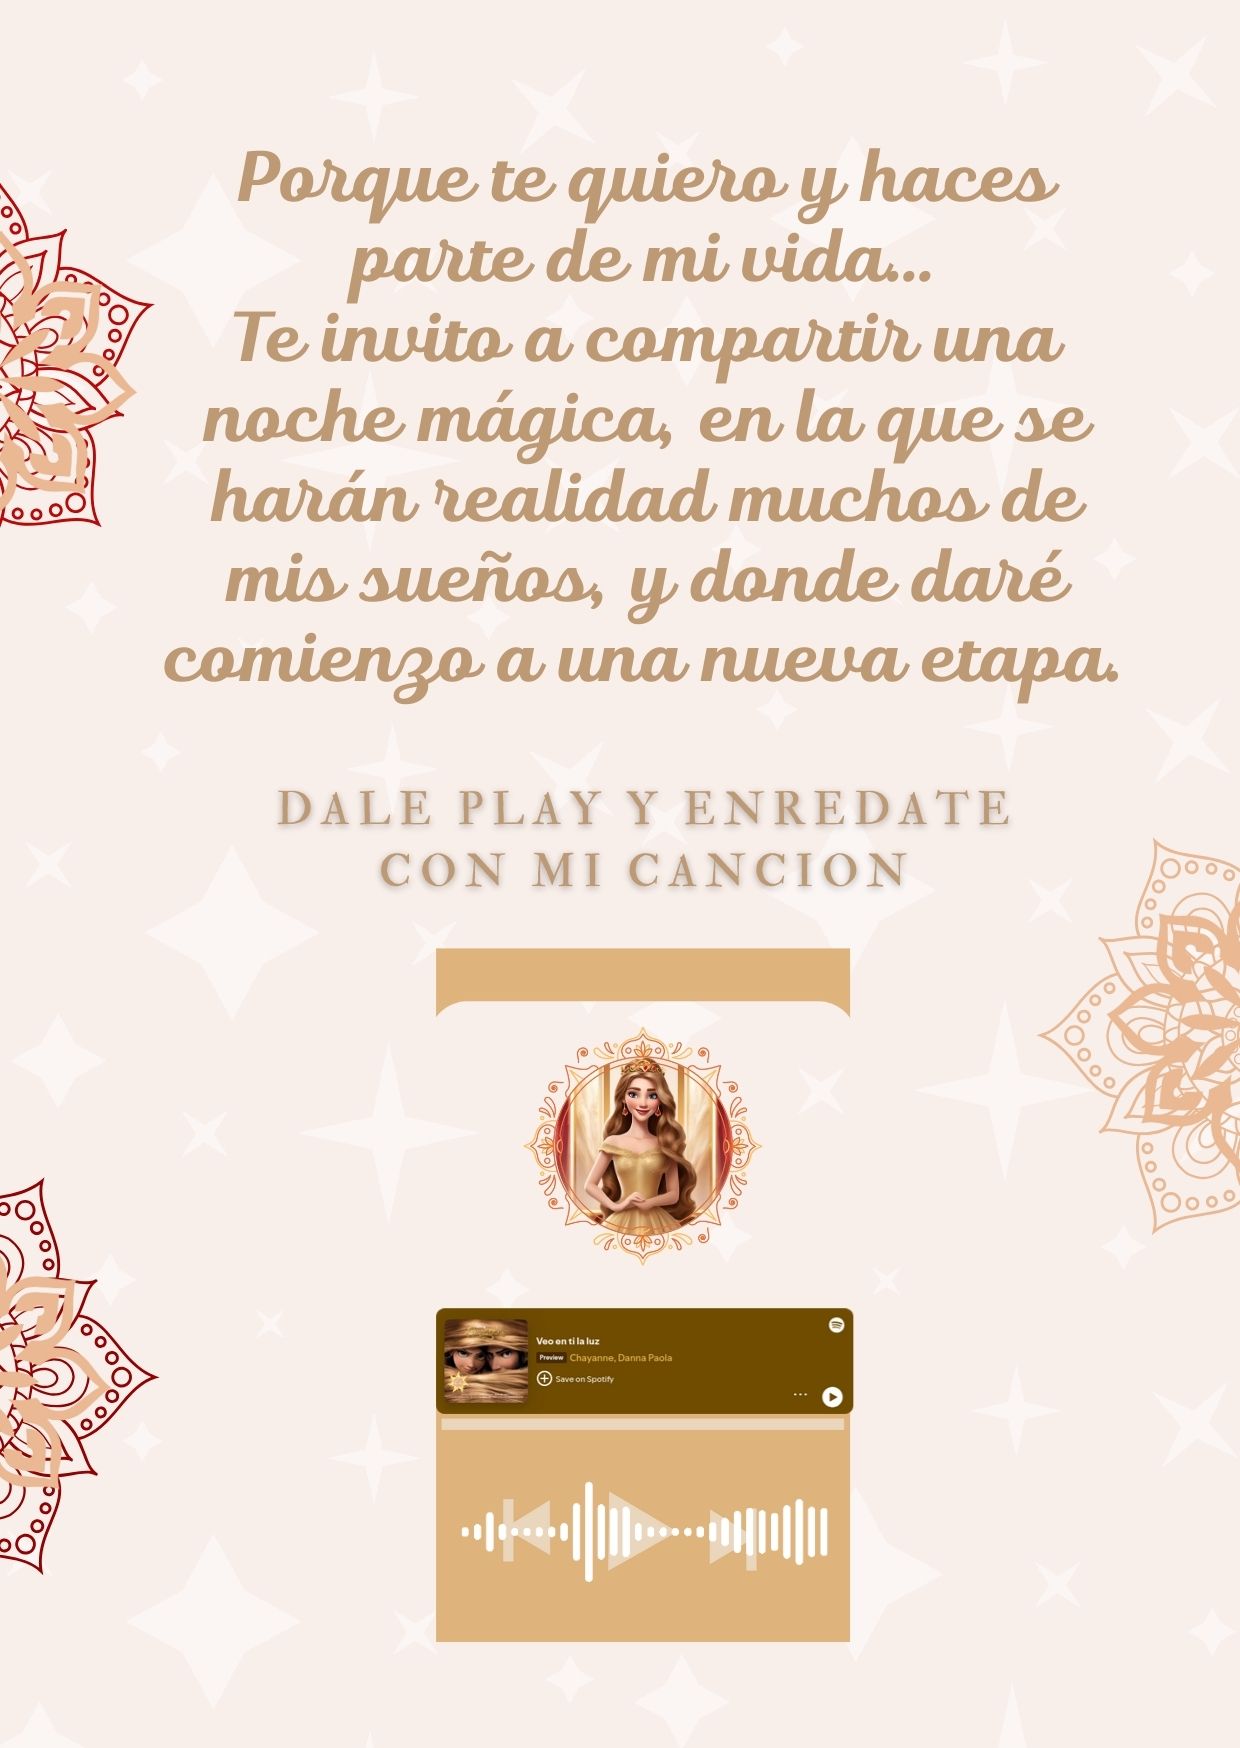 Porque te quiero y haces
parte de mi vida...
Te invito a compartir una
noche mágica, en la que se
harán realidad muchos de
mis sueños, y donde daré
comienzo a una nueva etapa.
DALE PLAY Y ENREDATE
CON MI CANCION
Veo en ti la luz
Preview Chayanne, Danna Paola
Save on Spotify